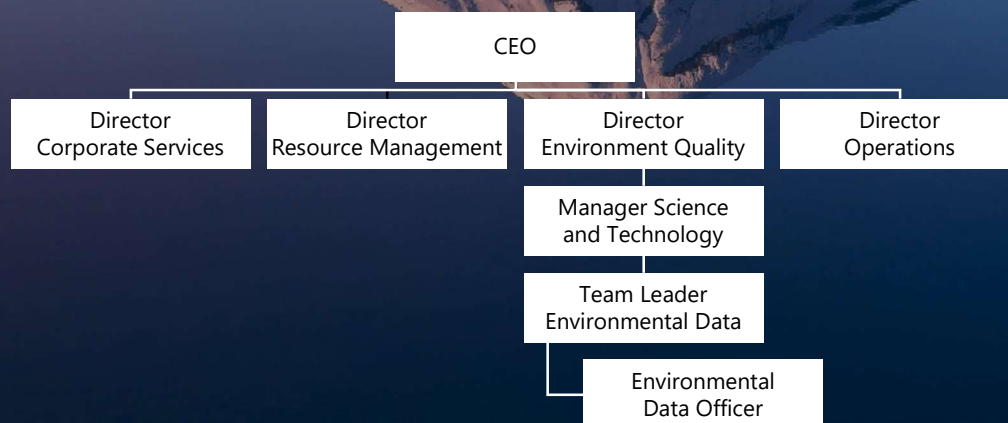 CEO
Director
Corporate Services
Director
Resource Management
Director
Environment Quality
Director
Operations
Manager Science
and Technology
Team Leader
Environmental Data
Environmental
Data Officer